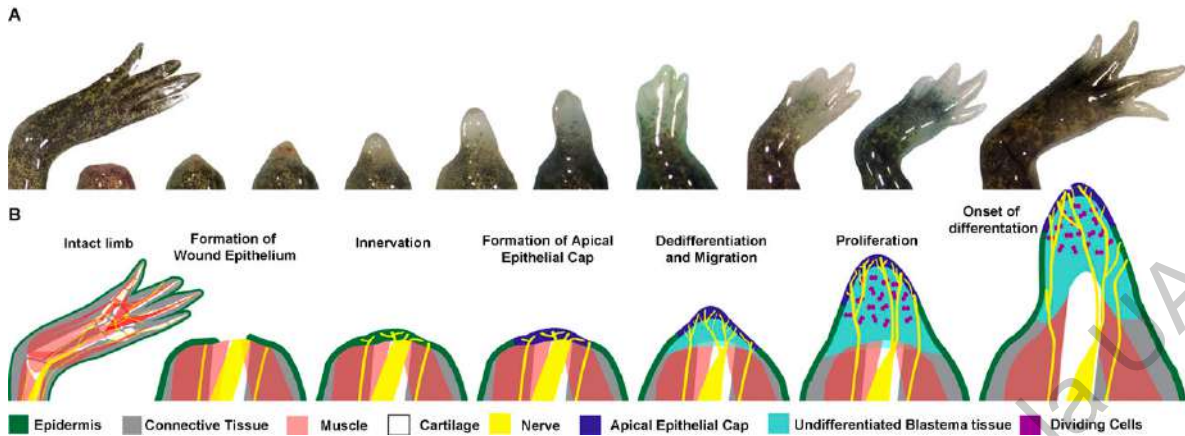 A
B
Intact limb
Formation of
Wound Epithelium
Innervation
Formation of Apical
Epithelial Cap
Dedifferentiation
and Migration
Proliferation
Onset of
differentation
Epidermis
Connective Tissue
Muscle
Cartilage
Nerve
Apical Epithelial Cap
Undifferentiated Blastema tissue
Dividing Cells